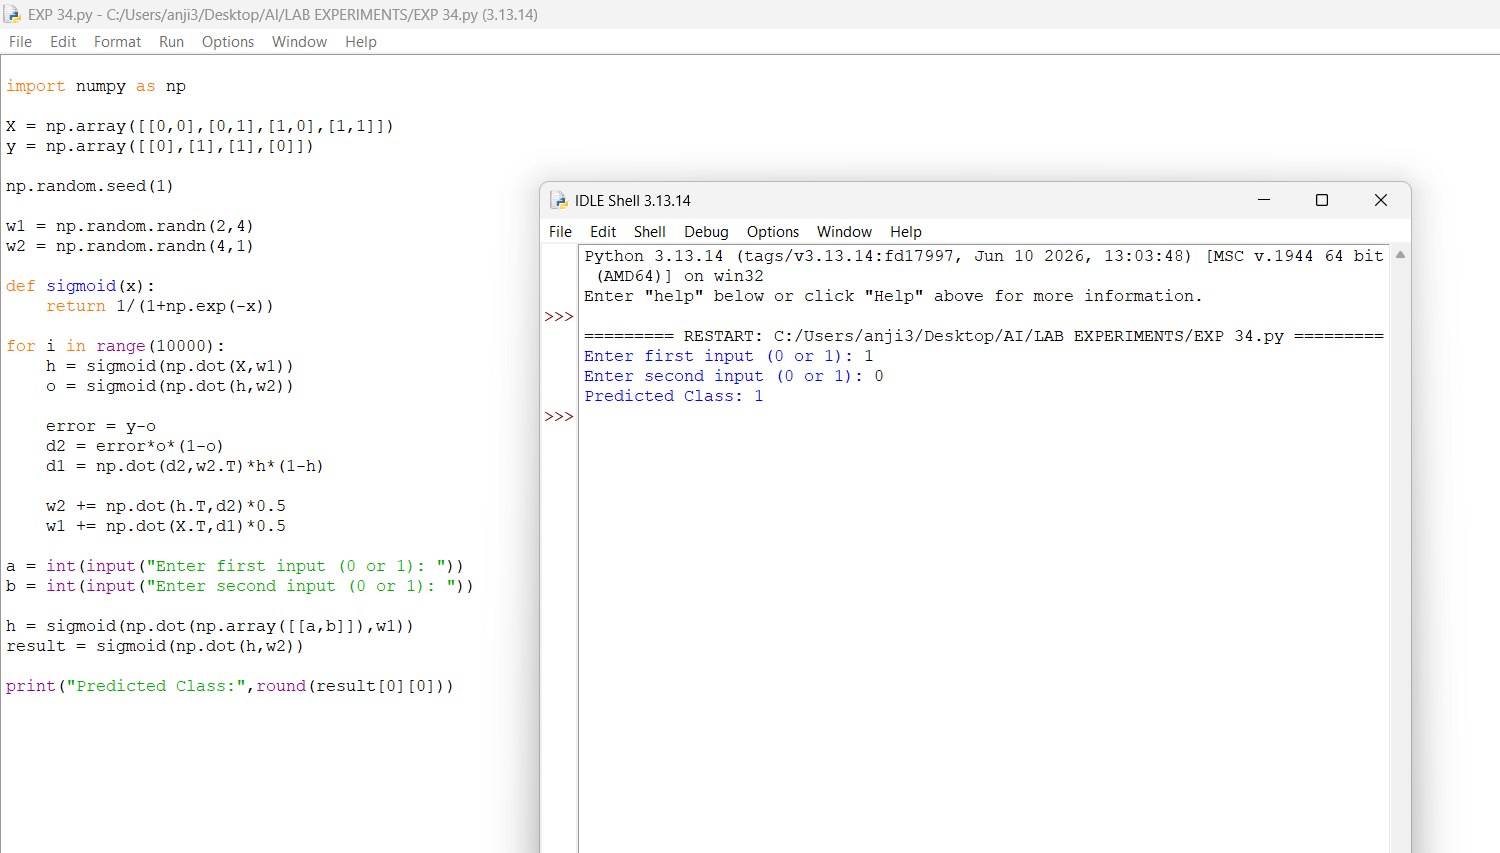 EXP 34.py - C:/Users/anji3/Desktop/AI/LAB EXPERIMENTS/EXP 34.py (3.13.14)
File Edit Format Run Options Window Help
import numpy as np
X = np.array([[0,0],[0,1],[1,0],[1,1]])
y = np.array([[0],[1],[1],[0]])
np.random.seed(1)
w1 = np.random.randn(2,4)
w2 = np.random.randn(4,1)
def sigmoid(x):
    return 1/(1+np.exp(-x))
for i in range(10000):
    h = sigmoid(np.dot(X,w1))
    o = sigmoid(np.dot(h,w2))
    error = y-o
    d2 = error*o*(1-o)
    d1 = np.dot(d2,w2.T)*h*(1-h)
    w2 += np.dot(h.T,d2)*0.5
    w1 += np.dot(X.T,d1)*0.5
a = int(input("Enter first input (0 or 1): "))
b = int(input("Enter second input (0 or 1): "))
h = sigmoid(np.dot(np.array([[a,b]]),w1))
result = sigmoid(np.dot(h,w2))
print("Predicted Class:",round(result[0][0]))
IDLE Shell 3.13.14
File Edit Shell Debug Options Window Help
Python 3.13.14 (tags/v3.13.14:fd17997, Jun 10 2026, 13:03:48) [MSC v.1944 64 bit
 (AMD64)] on win32
Enter "help" below or click "Help" above for more information.
>>>
========= RESTART: C:/Users/anji3/Desktop/AI/LAB EXPERIMENTS/EXP 34.py =========
Enter first input (0 or 1): 1
Enter second input (0 or 1): 0
Predicted Class: 1
>>>